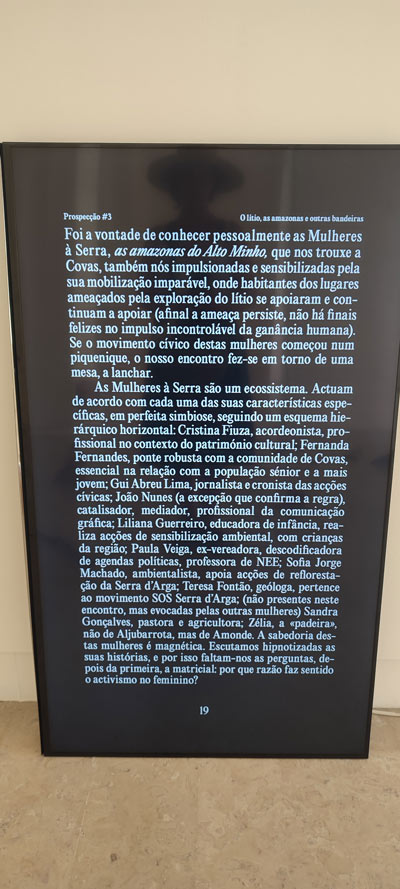 Prospecção #3
O lítio, as amazonas e outras bandeiras
Foi a vontade de conhecer pessoalmente as Mulheres
à Serra, as amazonas do Alto Minho, que nos trouxe a
Covas, também nós impulsionadas e sensibilizadas pela
sua mobilização imparável, onde habitantes dos lugares
ameaçados pela exploração do lítio se apoiaram e con-
tinuam a apoiar (afinal a ameaça persiste, não há finais
felizes no impulso incontrolável da ganância humana).
Se o movimento cívico destas mulheres começou num
piquenique, o nosso encontro fez-se em torno de uma
mesa, a lanchar.
As Mulheres à Serra são um ecossistema. Actuam
de acordo com cada uma das suas características espe-
cíficas, em perfeita simbiose, seguindo um esquema hie-
rárquico horizontal: Cristina Fiuza, acordeonista, pro-
fissional no contexto do património cultural; Fernanda
Fernandes, ponte robusta com a comunidade de Covas,
essencial na relação com a população sénior e a mais
jovem; Gui Abreu Lima, jornalista e cronista das acções
cívicas; João Nunes (a excepção que confirma a regra),
catalisador, mediador, profissional da comunicação
gráfica; Liliana Guerreiro, educadora de infância, rea-
liza acções de sensibilização ambiental, com crianças
da região; Paula Veiga, ex-vereadora, descodificadora
de agendas políticas, professora de NEE; Sofia Jorge
Machado, ambientalista, apoia acções de refloresta-
ção da Serra d'Arga; Teresa Fontão, geóloga, pertence
ao movimento SOS Serra d'Arga; (não presentes neste
encontro, mas evocadas pelas outras mulheres) Sandra
Gonçalves, pastora e agricultora; Zélia, a «padeira»,
não de Aljubarrota, mas de Amonde. A sabedoria des-
tas mulheres é magnética. Escutamos hipnotizadas as
suas histórias, e por isso faltam-nos as perguntas, de-
pois da primeira, a matricial: por que razão faz sentido
o activismo no feminino?
19